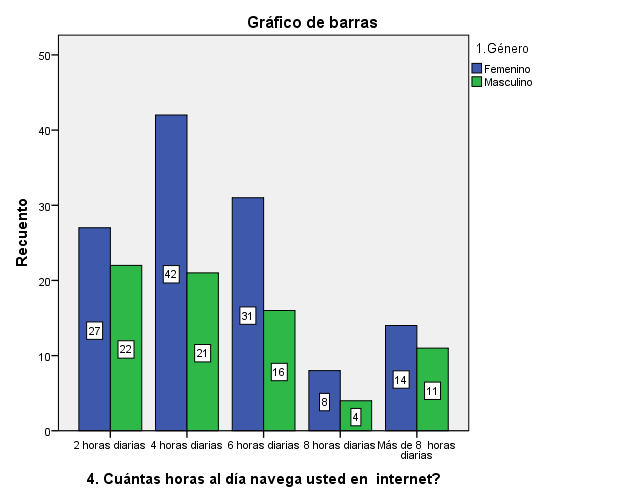 Gráfico de barras
1.Género
Femenino
Masculino
Recuento
50
40
30
20
10
0
27
22
42
21
31
16
8
4
14
11
2 horas diarias
4 horas diarias
6 horas diarias
8 horas diarias
Más de 8 horas
diarias
4. Cuántas horas al día navega usted en internet?